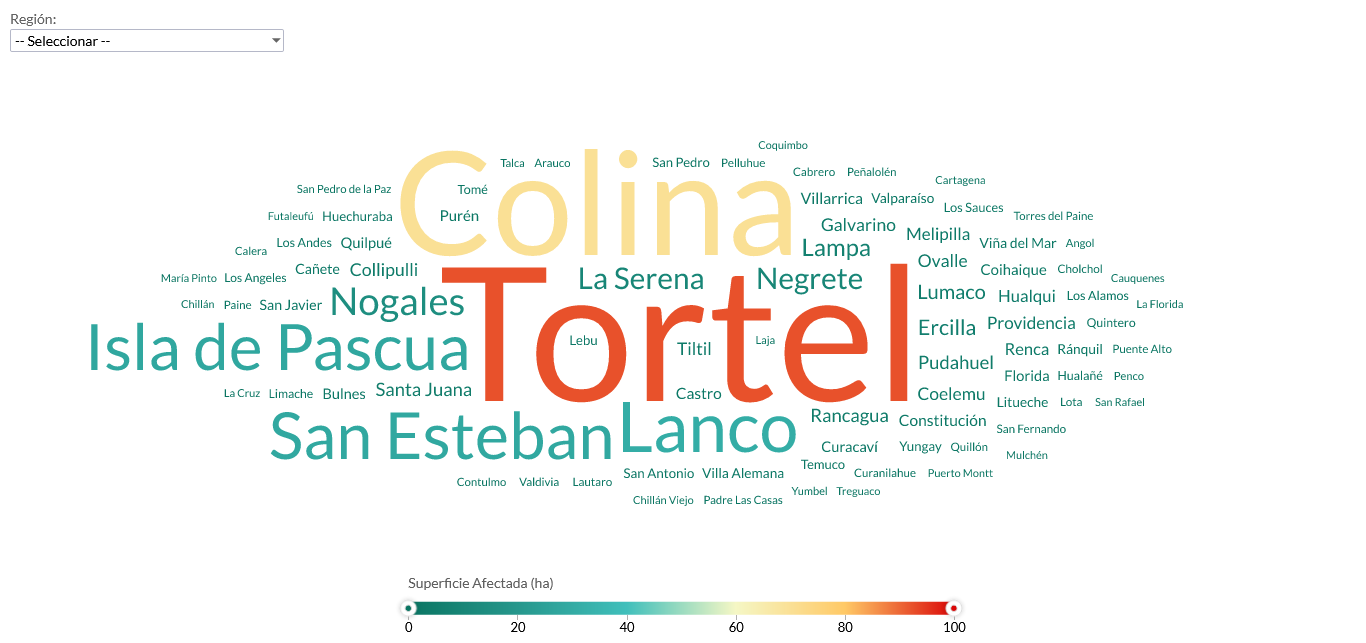 Región:
-- Seleccionar --
Coquimbo
Colina
Talca Arauco San Pedro Pelluhue
Cabrero Peñalolén
Cartagena
San Pedro de la Paz Tomé
Villarrica Valparaíso
Los Sauces
Futaleufú Huechuraba Purén
Torres del Paine
Galvarino Melipilla
Calera Los Andes Quilpué
Lampa Viña del Mar Angol
Ovalle
María Pinto Los Angeles Cañete Collipulli
Coihaique Cholchol
La Serena Negrete
Cauquenes
Lumaco Hualqui Los Alamos
Chillán Paine San Javier Nogales
La Florida
Ercilla Providencia Quintero
Tortel
Isla de Pascua
Lebu Tiltil Laja
Renca Ránquil Puente Alto
Pudahuel
Florida Hualañé Penco
La Cruz Limache Bulnes Santa Juana
Castro
Coelemu
Litueche Lota San Rafael
San Esteban
Lanco
Rancagua Constitución
San Fernando
Curacaví Yungay Quillón
Mulchén
Temuco
San Antonio Villa Alemana
Curanilahue Puerto Montt
Contulmo Valdivia Lautaro
Yumbel Treguaco
Chillán Viejo Padre Las Casas
Superficie Afectada (ha)
0 20 40 60 80 100